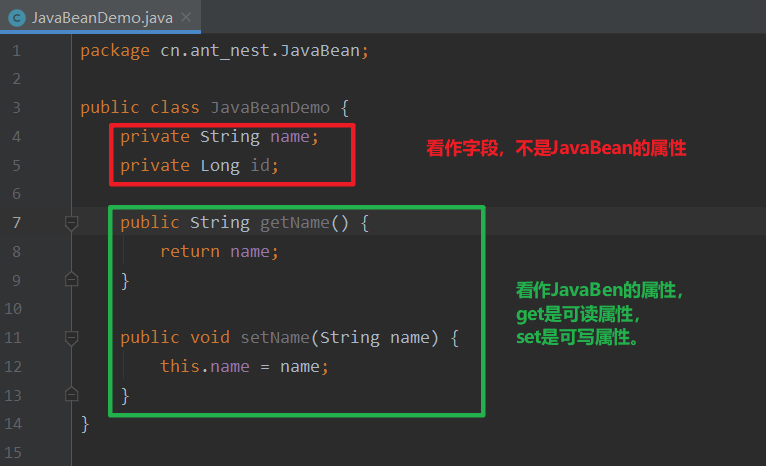 JavaBeanDemo.java
1 package cn.ant_nest.JavaBean;
2
3 public class JavaBeanDemo {
4 private String name;
看作字段，不是JavaBean的属性
5 private Long id;
6
7 public String getName() {
8 return name;
9 }
看作JavaBen的属性，
10
get是可读属性，
11 public void setName(String name) {
set是可写属性。
12 this.name = name;
13 }
14 }
15